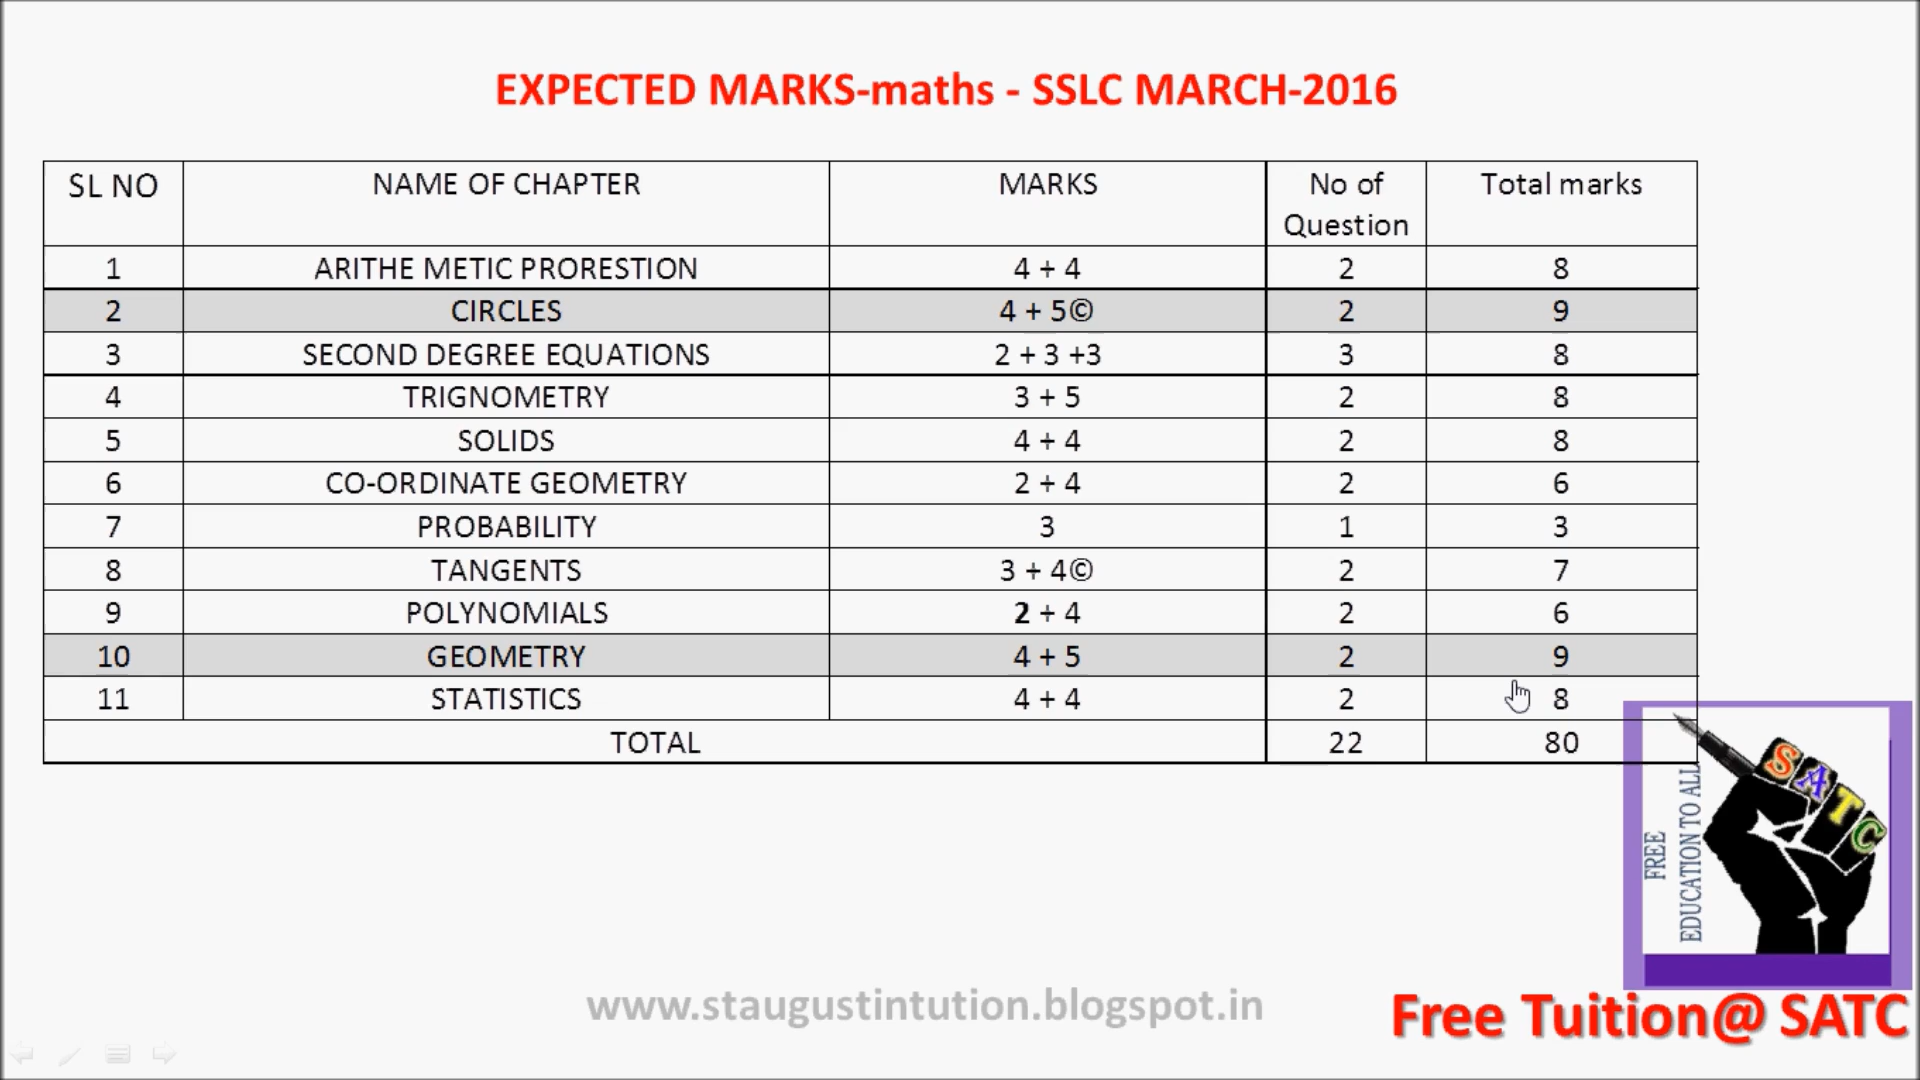 EXPECTED MARKS-maths - SSLC MARCH-2016
SL NO NAME OF CHAPTER MARKS No of Question Total marks
1 ARITHE METIC PRORESTION 4 + 4 2 8
2 CIRCLES 4 + 5© 2 9
3 SECOND DEGREE EQUATIONS 2 + 3 +3 3 8
4 TRIGNOMETRY 3 + 5 2 8
5 SOLIDS 4 + 4 2 8
6 CO-ORDINATE GEOMETRY 2 + 4 2 6
7 PROBABILITY 3 1 3
8 TANGENTS 3 + 4© 2 7
9 POLYNOMIALS 2 + 4 2 6
10 GEOMETRY 4 + 5 2 9
11 STATISTICS 4 + 4 2 8
TOTAL 22 80
SATC
FREE
EDUCATION TO ALL
www.staugustintution.blogspot.in
Free Tuition@ SATC